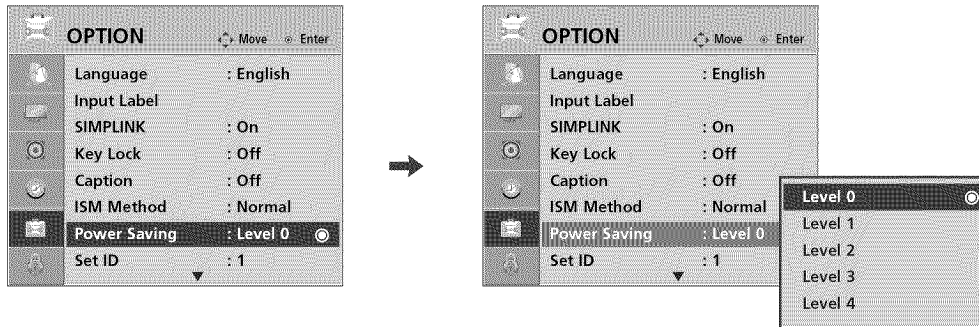 OPTION
Move Enter
Language : English
Input Label
SIMPLINK : On
Key Lock : Off
Caption : Off
ISM Method : Normal
Power Saving : Level 0
Set ID : 1
OPTION
Move Enter
Language : English
Input Label
SIMPLINK : On
Key Lock : Off
Caption : Off
ISM Method : Normal
Power Saving : Level 0
Set ID : 1
Level 0
Level 1
Level 2
Level 3
Level 4